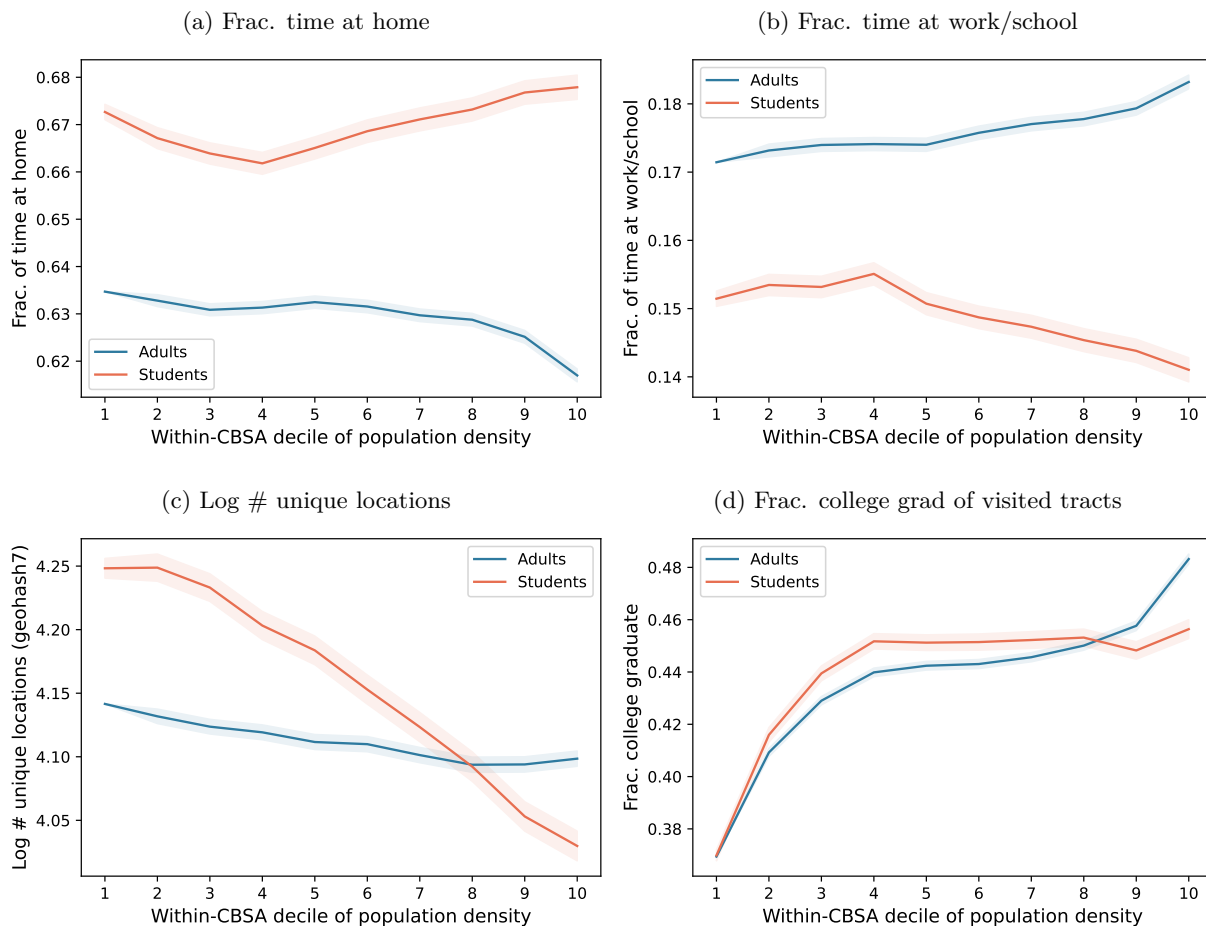 (a) Frac. time at home
Frac. of time at home
0.68
0.67
0.66
0.65
0.64
0.63
0.62
Adults
Students
1 2 3 4 5 6 7 8 9 10
Within-CBSA decile of population density
(b) Frac. time at work/school
Frac. of time at work/school
0.18
0.17
0.16
0.15
0.14
Adults
Students
1 2 3 4 5 6 7 8 9 10
Within-CBSA decile of population density
(c) Log # unique locations
Log # unique locations (geohash7)
4.25
4.20
4.15
4.10
4.05
Adults
Students
1 2 3 4 5 6 7 8 9 10
Within-CBSA decile of population density
(d) Frac. college grad of visited tracts
Frac. college graduate
0.48
0.46
0.44
0.42
0.40
0.38
Adults
Students
1 2 3 4 5 6 7 8 9 10
Within-CBSA decile of population density